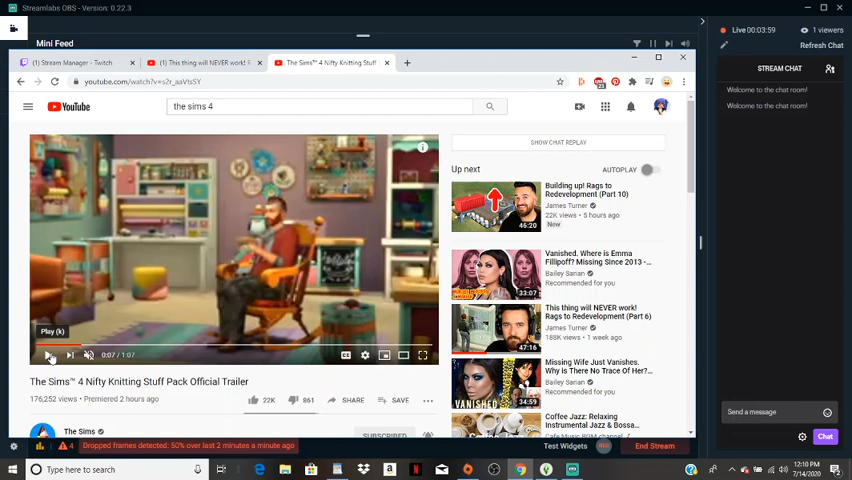 Streamlabs OBS - Version: 0.22.3
Mini Feed
Live 00:03:59
1 viewers
Refresh Chat
STREAM CHAT
Welcome to the chat room!
Welcome to the chat room!
(1) Stream Manager - Twitch
(1) This thing will NEVER work! R
The Sims™ 4 Nifty Knitting Stuff
youtube.com/watch?v=s2r_aaVtsSY
23
YouTube
the sims 4
Play (k)
0:07 / 1:07
The Sims™ 4 Nifty Knitting Stuff Pack Official Trailer
176,252 views • Premiered 2 hours ago
22K
861
SHARE
SAVE
The Sims
SUBSCRIBED
SHOW CHAT REPLAY
Up next
AUTOPLAY
46:20
Building up! Rags to
Redevelopment (Part 10)
James Turner
22K views • 5 hours ago
New
33:07
Vanished. Where is Emma
Fillipoff? Missing Since 2013 -...
Bailey Sarian
Recommended for you
47:16
This thing will NEVER work!
Rags to Redevelopment (Part 6)
James Turner
188K views • 1 week ago
VANISHED
34:59
Missing Wife Just Vanishes.
Why is There No Trace Of Her?...
Bailey Sarian
Recommended for you
Coffee Jazz: Relaxing
Instrumental Jazz & Bossa...
Cafe Music BGM channel
Send a message
Chat
4
Dropped frames detected: 50% over last 2 minutes a minute ago
Test Widgets
REC
End Stream
Type here to search
12:10 PM
7/14/2020